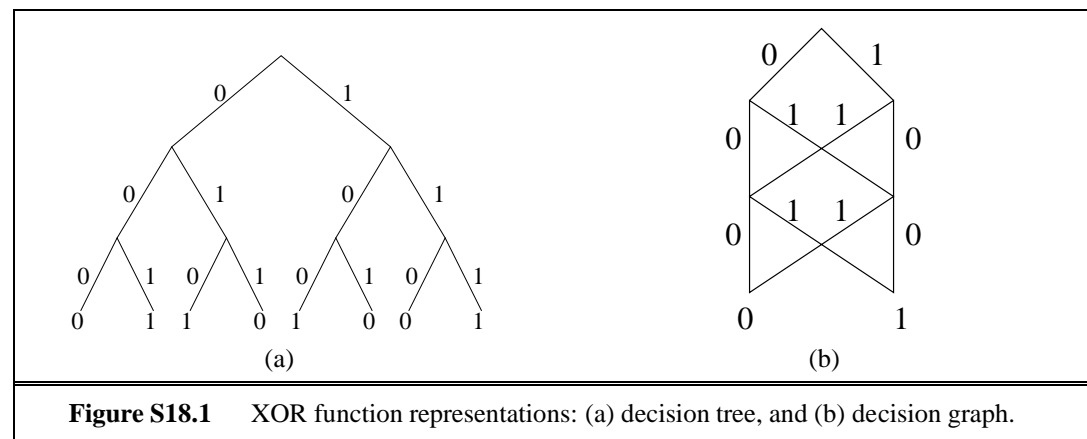 0 1
0 1 0 1
0 1 0 1 0 1 0 1
0 1 1 0 1 0 0 1
(a)
0 1
0 1 1 0
0 1 1 0
0 1
(b)
Figure S18.1 XOR function representations: (a) decision tree, and (b) decision graph.